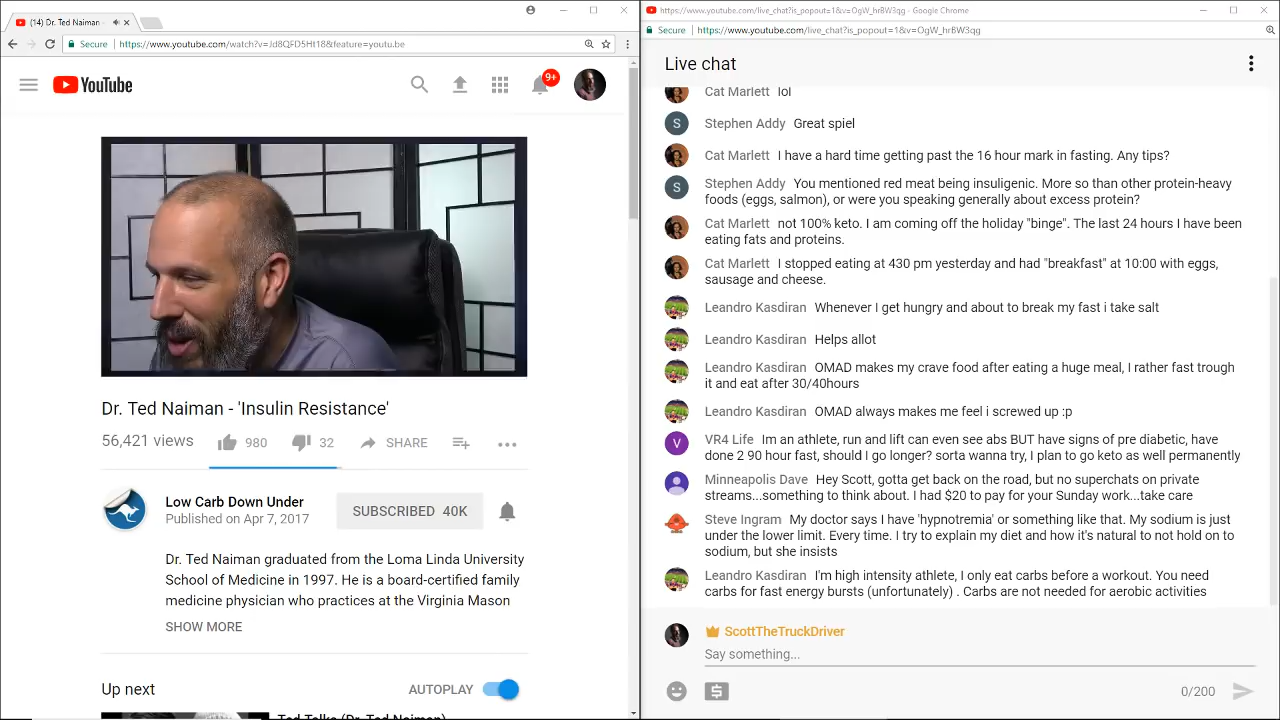 (14) Dr. Ted Naiman -
Secure https://www.youtube.com/watch?v=Jd8QFD5Ht18&feature=youtu.be
YouTube
9+
Dr. Ted Naiman - 'Insulin Resistance'
56,421 views
980
32
SHARE
Low Carb Down Under
Published on Apr 7, 2017
SUBSCRIBED 40K
Dr. Ted Naiman graduated from the Loma Linda University
School of Medicine in 1997. He is a board-certified family
medicine physician who practices at the Virginia Mason
SHOW MORE
Up next
AUTOPLAY
Ted Talks (Dr. Ted Naiman)
https://www.youtube.com/live_chat?is_popout=1&v=OgW_hrBW3qg - Google Chrome
Secure https://www.youtube.com/live_chat?is_popout=1&v=OgW_hrBW3qg
Live chat
Cat Marlett lol
S Stephen Addy Great spiel
Cat Marlett I have a hard time getting past the 16 hour mark in fasting. Any tips?
S Stephen Addy You mentioned red meat being insuligenic. More so than other protein-heavy
foods (eggs, salmon), or were you speaking generally about excess protein?
Cat Marlett not 100% keto. I am coming off the holiday "binge". The last 24 hours I have been
eating fats and proteins.
Cat Marlett I stopped eating at 430 pm yesterday and had "breakfast" at 10:00 with eggs,
sausage and cheese.
Leandro Kasdiran Whenever I get hungry and about to break my fast i take salt
Leandro Kasdiran Helps allot
Leandro Kasdiran OMAD makes my crave food after eating a huge meal, I rather fast trough
it and eat after 30/40hours
Leandro Kasdiran OMAD always makes me feel i screwed up :p
V VR4 Life Im an athlete, run and lift can even see abs BUT have signs of pre diabetic, have
done 2 90 hour fast, should I go longer? sorta wanna try, I plan to go keto as well permanently
Minneapolis Dave Hey Scott, gotta get back on the road, but no superchats on private
streams...something to think about. I had $20 to pay for your Sunday work...take care
Steve Ingram My doctor says I have 'hypnotremia' or something like that. My sodium is just
under the lower limit. Every time. I try to explain my diet and how it's natural to not hold on to
sodium, but she insists
Leandro Kasdiran I'm high intensity athlete, I only eat carbs before a workout. You need
carbs for fast energy bursts (unfortunately) . Carbs are not needed for aerobic activities
ScottTheTruckDriver
Say something...
0/200